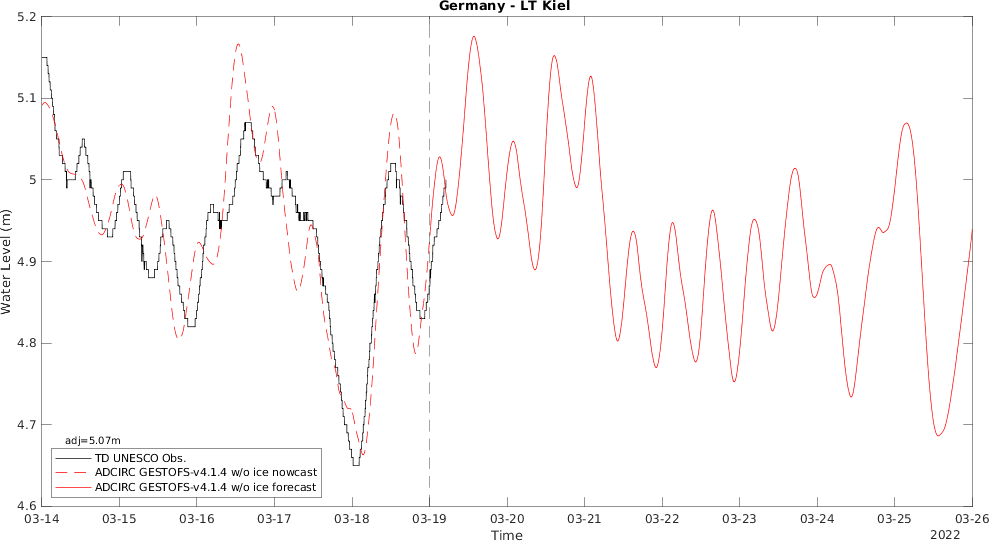 Germany - LT Kiel
Water Level (m)
5.2
5.1
5
4.9
4.8
4.7
4.6
adj=5.07m
TD UNESCO Obs.
ADCIRC GESTOFS-v4.1.4 w/o ice nowcast
ADCIRC GESTOFS-v4.1.4 w/o ice forecast
03-14 03-15 03-16 03-17 03-18 03-19 03-20 03-21 03-22 03-23 03-24 03-25 03-26
Time
2022